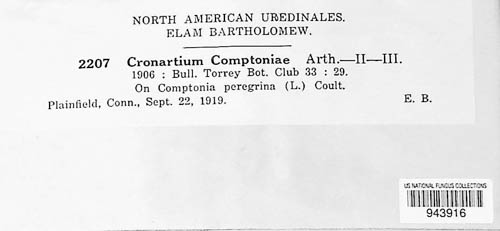 NORTH AMERICAN UREDINALES.
ELAM BARTHOLOMEW.
2207 Cronartium Comptoniae Arth.—II—III.
1906 : Bull. Torrey Bot. Club 33 : 29.
On Comptonia peregrina (L.) Coult.
Plainfield, Conn., Sept. 22, 1919. E. B.
US NATIONAL FUNGUS COLLECTIONS
943916